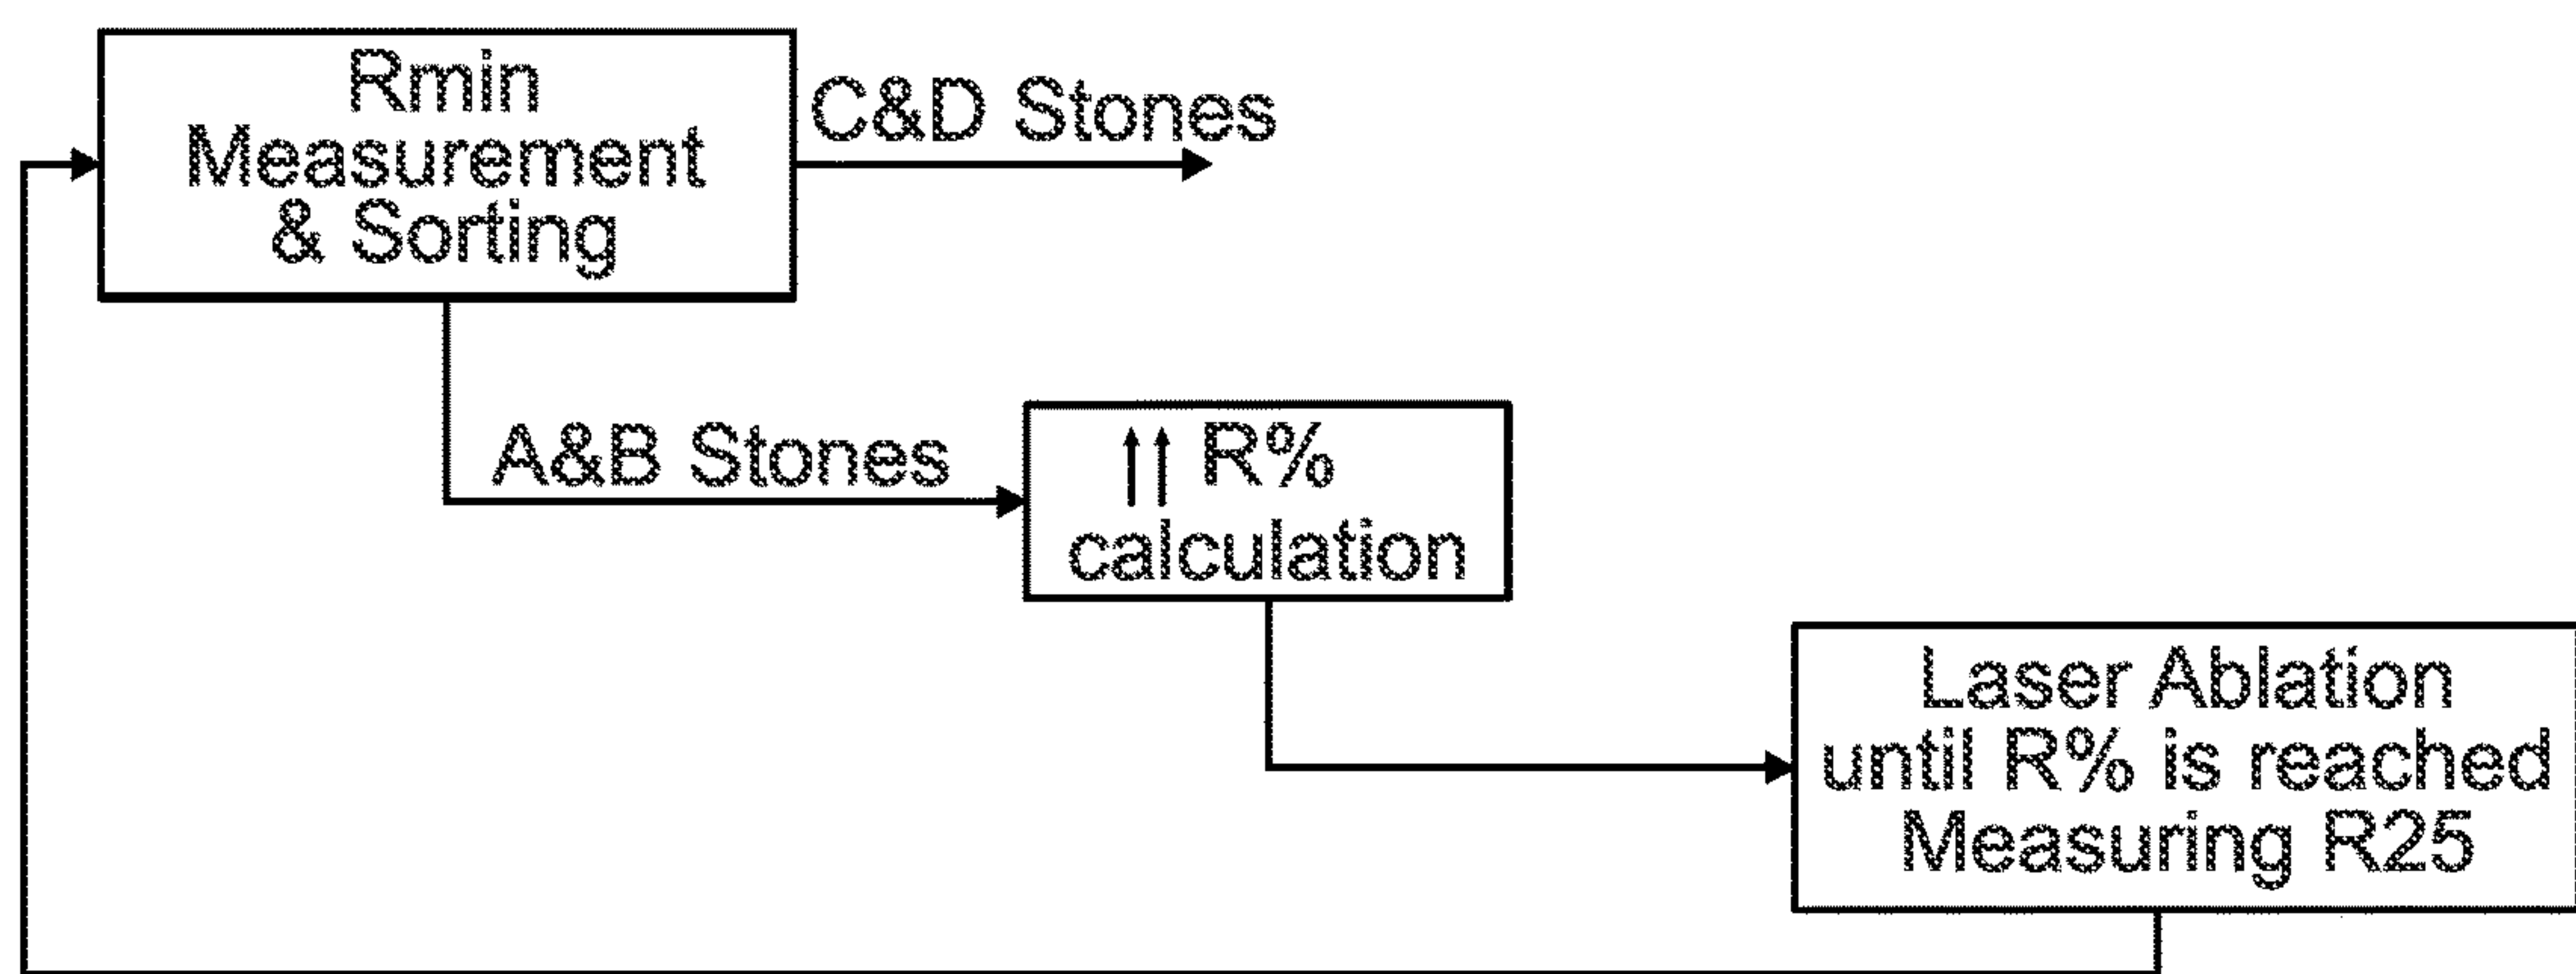 Rmin
Measurement
& Sorting
C&D Stones
A&B Stones
↑↑ R%
calculation
Laser Ablation
until R% is reached
Measuring R25